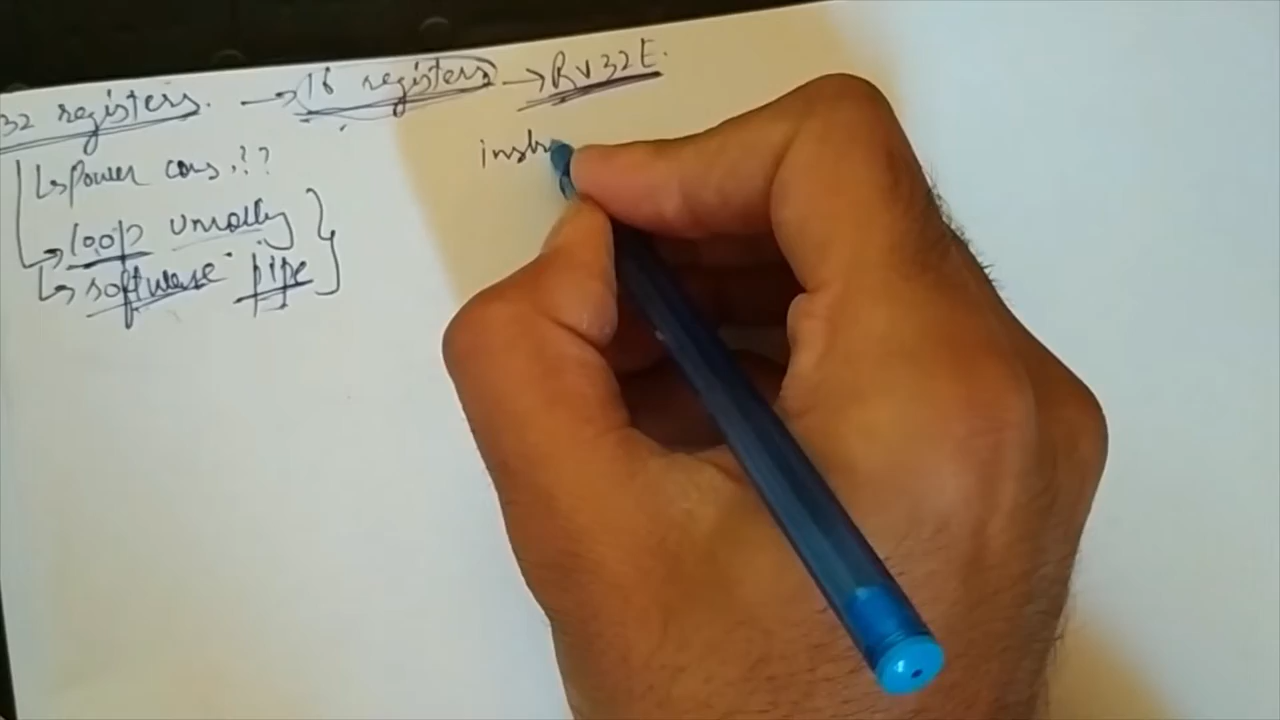 32 registers. → 16 registers → RV32E.
↳ Power cons.??
→ loop unrolly
↳ software pipe
instr